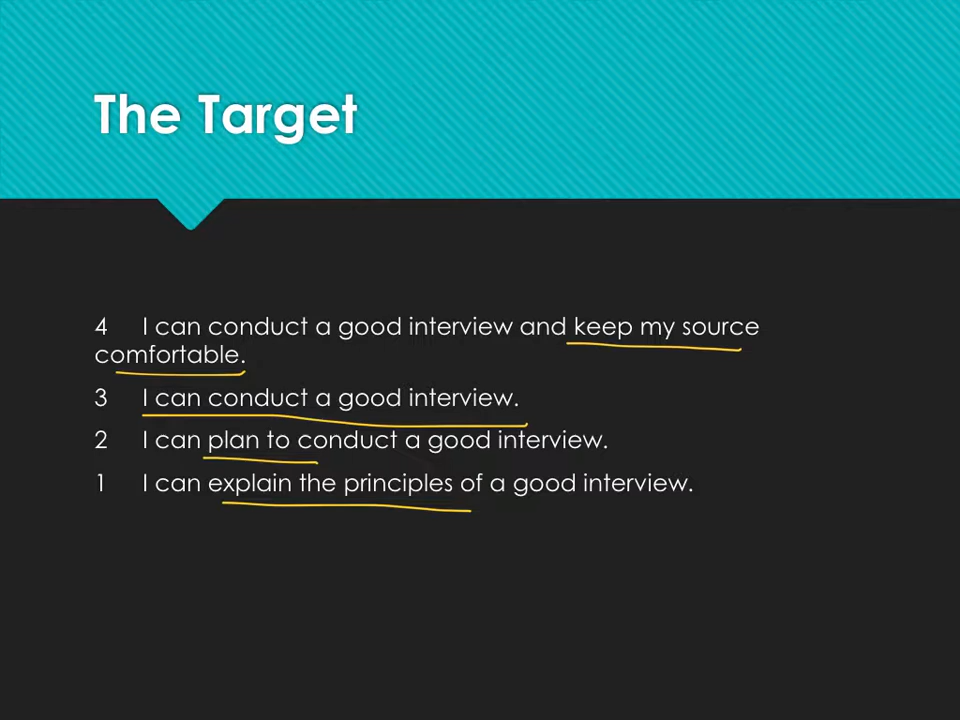 The Target
4 I can conduct a good interview and keep my source
comfortable.
3 I can conduct a good interview.
2 I can plan to conduct a good interview.
1 I can explain the principles of a good interview.